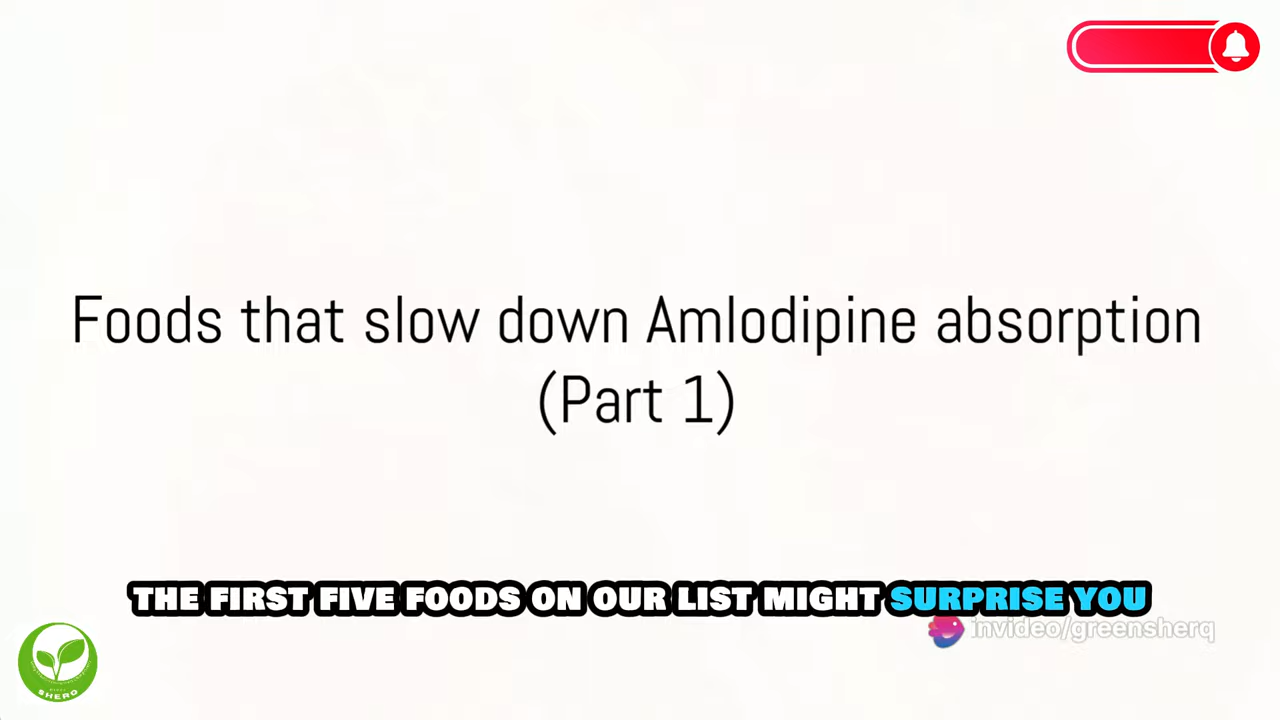 Foods that slow down Amlodipine absorption
(Part 1)
THE FIRST FIVE FOODS ON OUR LIST MIGHT SURPRISE YOU
invideo/greensherq
SHERQ